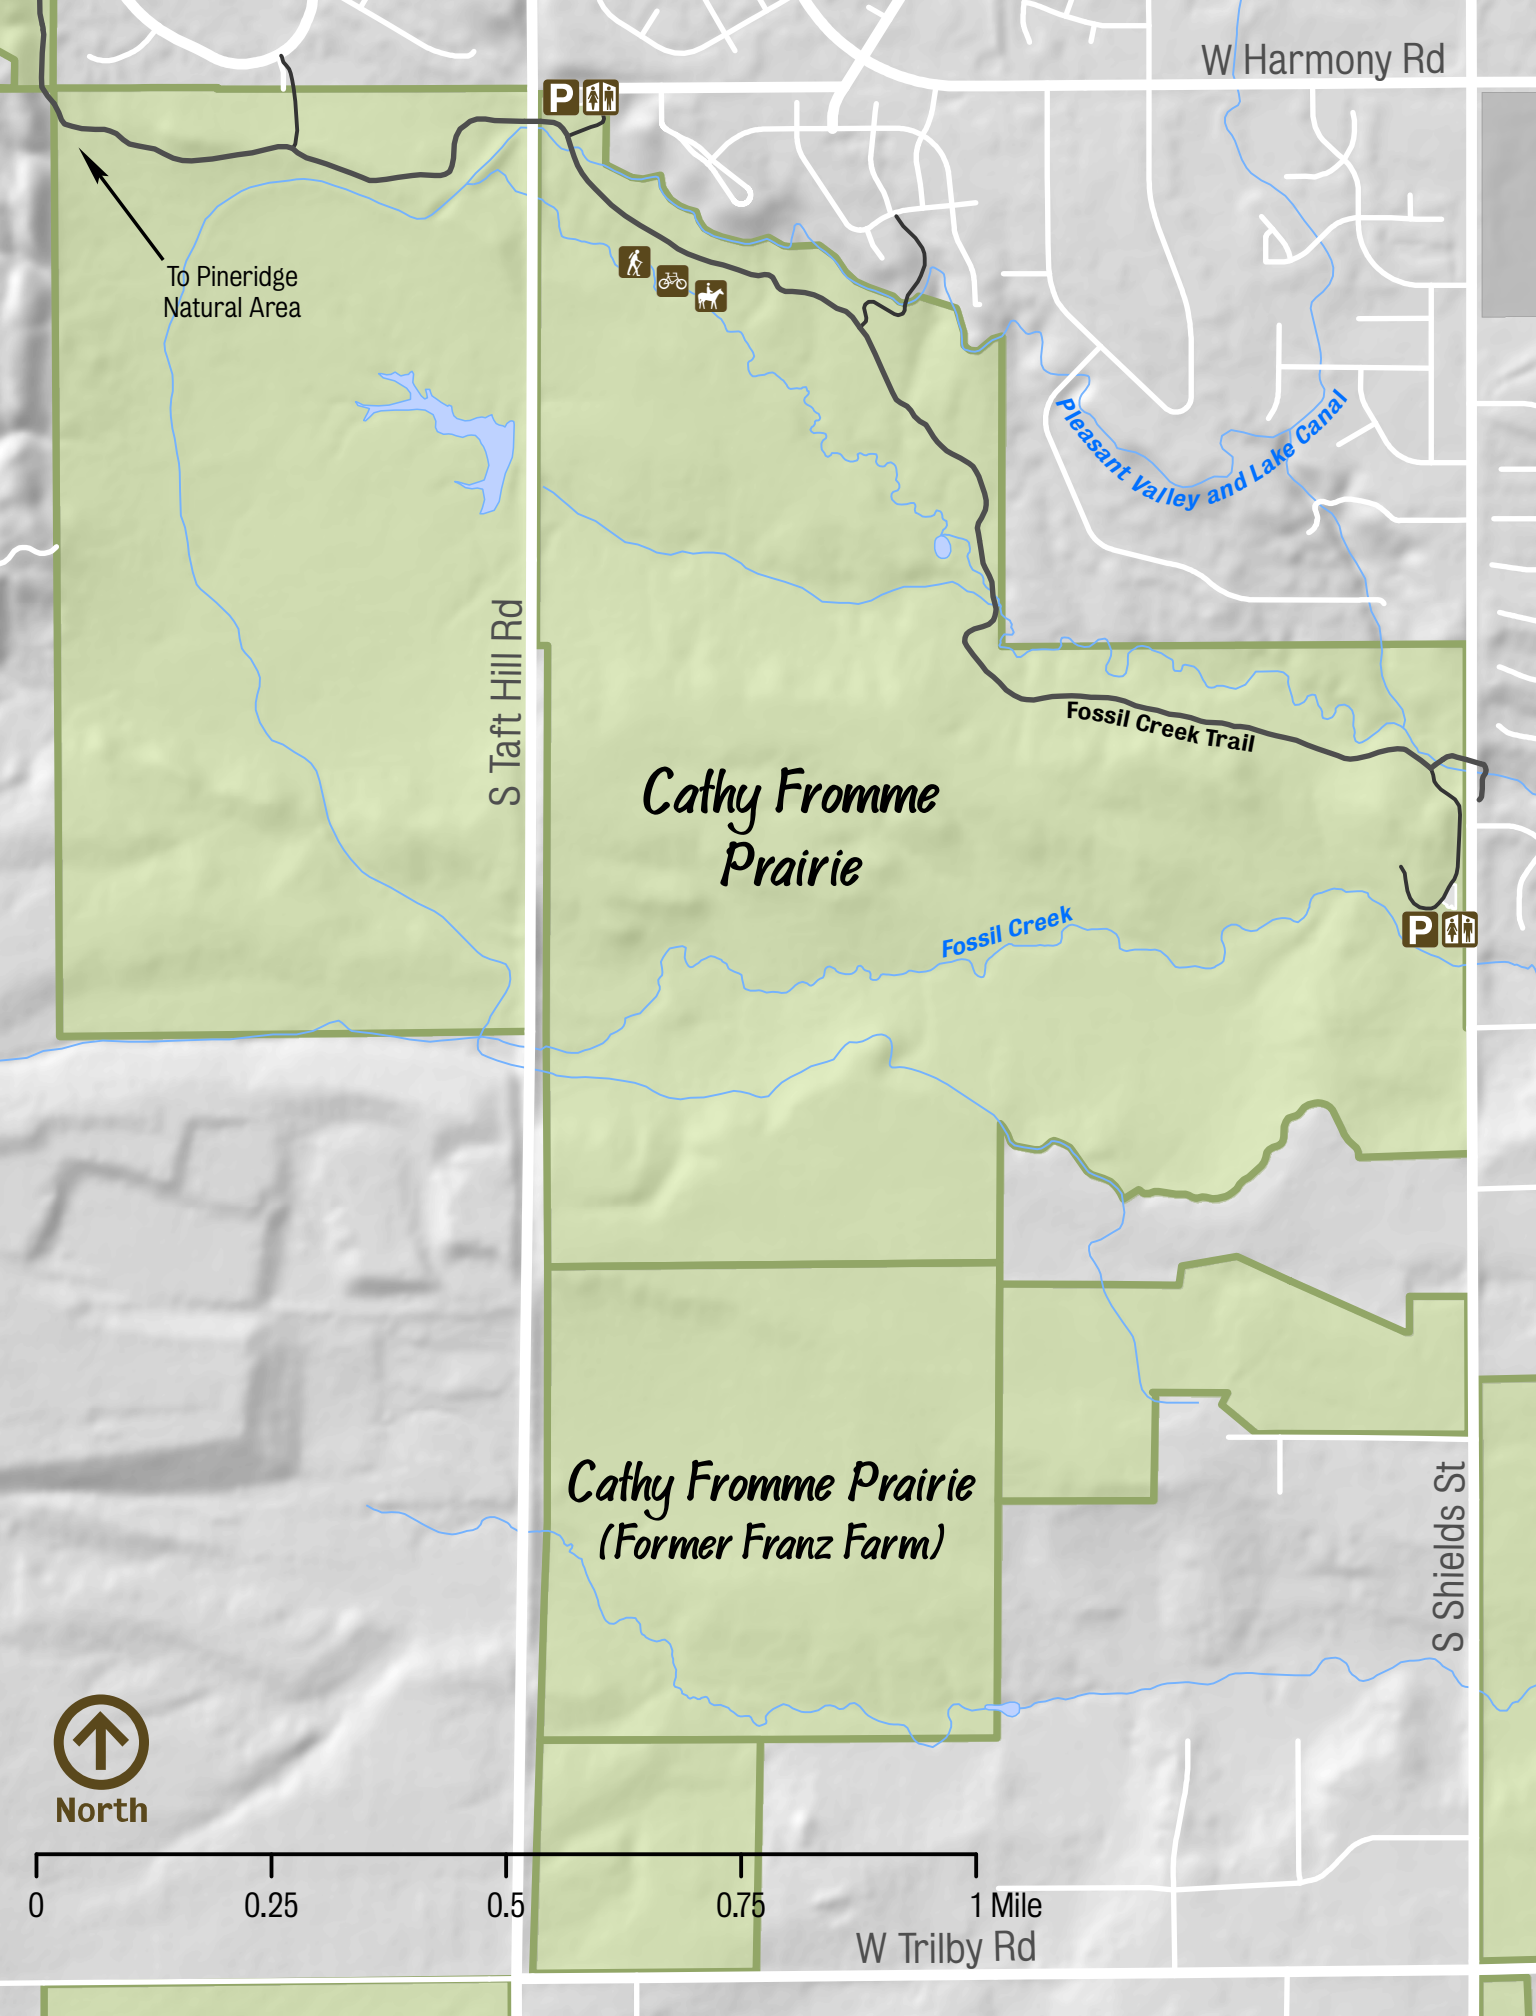 W Harmony Rd
P
To Pineridge
Natural Area
Pleasant Valley and Lake Canal
S Taft Hill Rd
Fossil Creek Trail
Cathy Fromme
Prairie
Fossil Creek
P
Cathy Fromme Prairie
(Former Franz Farm)
S Shields St
North
0 0.25 0.5 0.75 1 Mile
W Trilby Rd